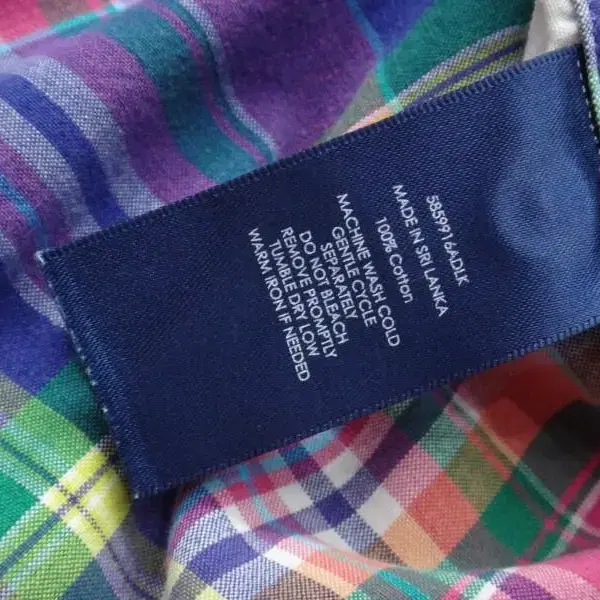 5859916ADLK
MADE IN SRI LANKA
100% Cotton
MACHINE WASH COLD
GENTLE CYCLE
SEPARATELY
DO NOT BLEACH
REMOVE PROMPTLY
TUMBLE DRY LOW
WARM IRON IF NEEDED